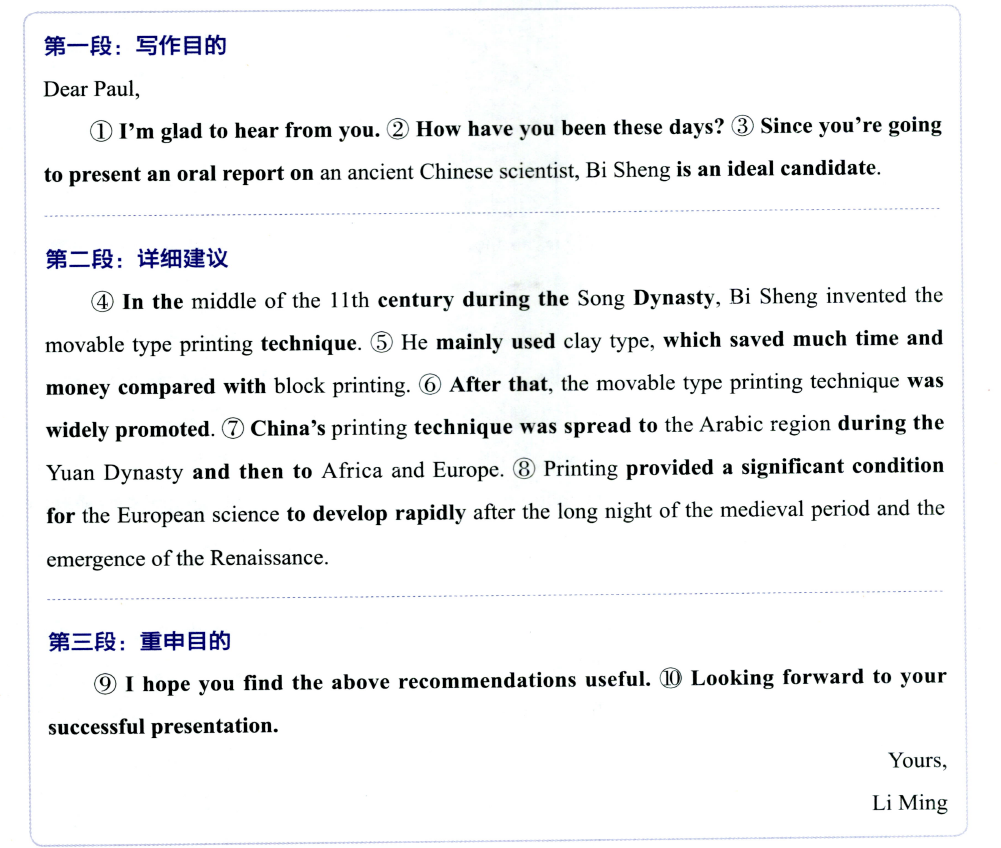 第一段：写作目的
Dear Paul,
① I'm glad to hear from you. ② How have you been these days? ③ Since you're going
to present an oral report on an ancient Chinese scientist, Bi Sheng is an ideal candidate.
第二段：详细建议
④ In the middle of the 11th century during the Song Dynasty, Bi Sheng invented the
movable type printing technique. ⑤ He mainly used clay type, which saved much time and
money compared with block printing. ⑥ After that, the movable type printing technique was
widely promoted. ⑦ China's printing technique was spread to the Arabic region during the
Yuan Dynasty and then to Africa and Europe. ⑧ Printing provided a significant condition
for the European science to develop rapidly after the long night of the medieval period and the
emergence of the Renaissance.
第三段：重申目的
⑨ I hope you find the above recommendations useful. ⑩ Looking forward to your
successful presentation.
Yours,
Li Ming